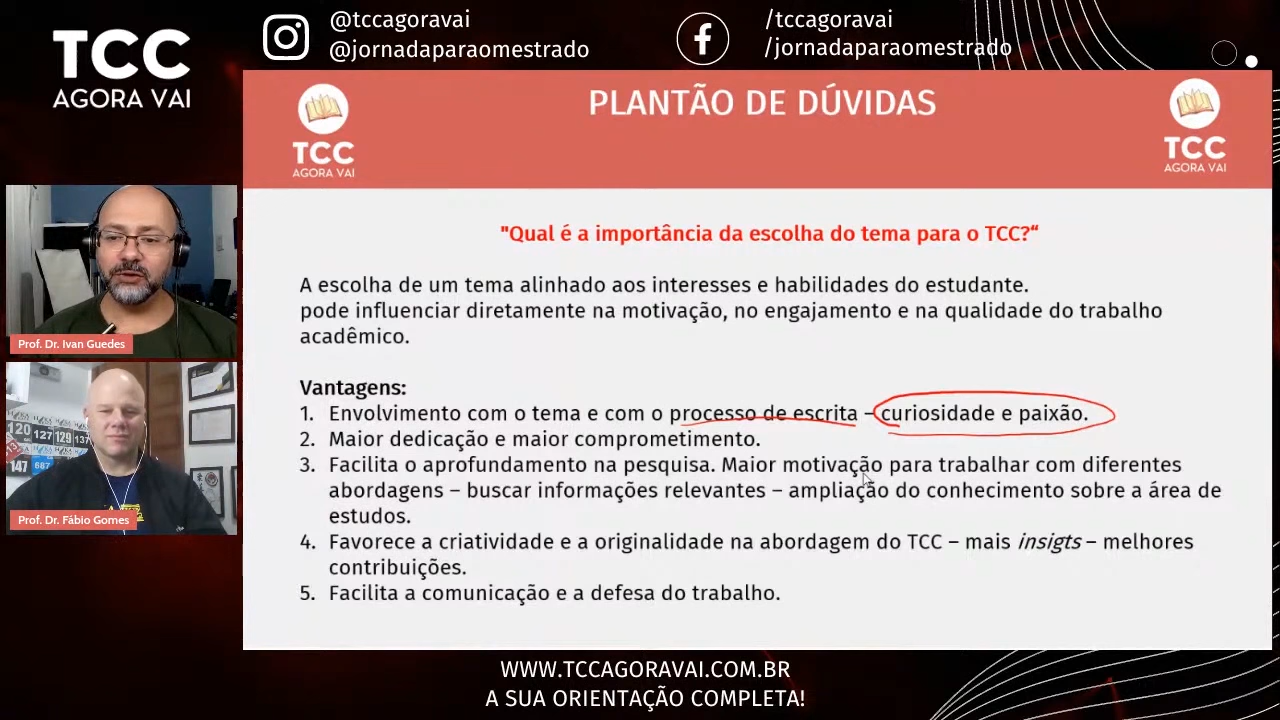 TCC
AGORA VAI
@tccagoravai
@jornadaparaomestrado
/tccagoravai
/jornadaparaomestrado
TCC
AGORA VAI
PLANTÃO DE DÚVIDAS
TCC
AGORA VAI
"Qual é a importância da escolha do tema para o TCC?“
A escolha de um tema alinhado aos interesses e habilidades do estudante.
pode influenciar diretamente na motivação, no engajamento e na qualidade do trabalho
acadêmico.
Vantagens:
1. Envolvimento com o tema e com o processo de escrita – curiosidade e paixão.
2. Maior dedicação e maior comprometimento.
3. Facilita o aprofundamento na pesquisa. Maior motivação para trabalhar com diferentes
abordagens – buscar informações relevantes – ampliação do conhecimento sobre a área de
estudos.
4. Favorece a criatividade e a originalidade na abordagem do TCC – mais insigts – melhores
contribuições.
5. Facilita a comunicação e a defesa do trabalho.
Prof. Dr. Ivan Guedes
120
127
129
137
147
687
Prof. Dr. Fábio Gomes
WWW.TCCAGORAVAI.COM.BR
A SUA ORIENTAÇÃO COMPLETA!